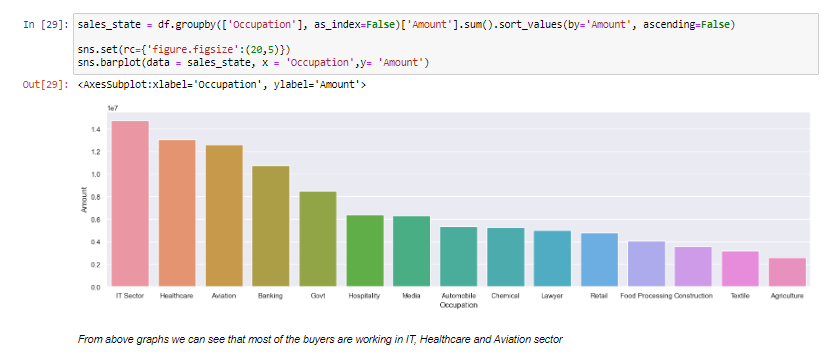 In [29]: sales_state = df.groupby(['Occupation'], as_index=False)['Amount'].sum().sort_values(by='Amount', ascending=False)
sns.set(rc={'figure.figsize':(20,5)})
sns.barplot(data = sales_state, x = 'Occupation',y= 'Amount')
Out[29]: <AxesSubplot:xlabel='Occupation', ylabel='Amount'>
1e7
1.4
1.2
1.0
0.8
0.6
0.4
0.2
0.0
Amount
IT Sector Healthcare Aviation Banking Govt Hospitality Media Automobile Chemical Lawyer Retail Food Processing Construction Textile Agriculture
Occupation
From above graphs we can see that most of the buyers are working in IT, Healthcare and Aviation sector